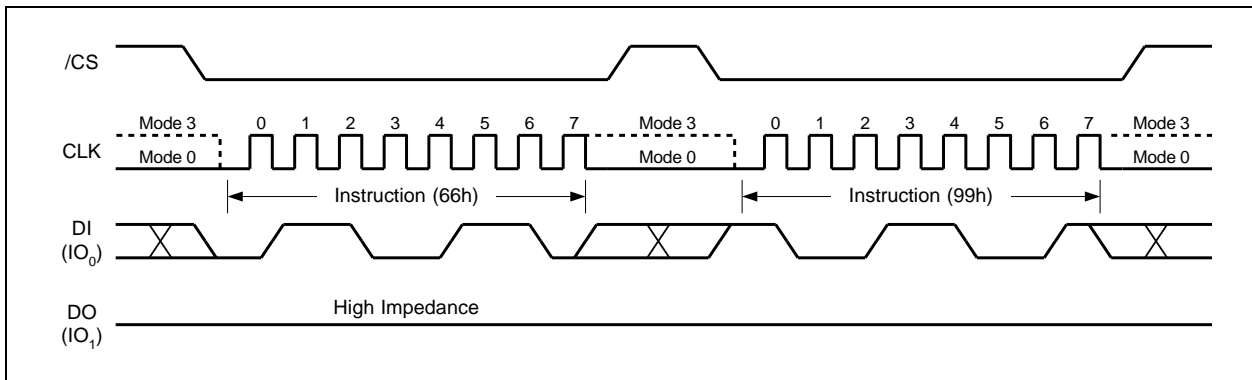 /CS
Mode 3 0 1 2 3 4 5 6 7 Mode 3 0 1 2 3 4 5 6 7 Mode 3
CLK
Mode 0 Mode 0 Mode 0
Instruction (66h) Instruction (99h)
DI
(IO₀)
High Impedance
DO
(IO₁)